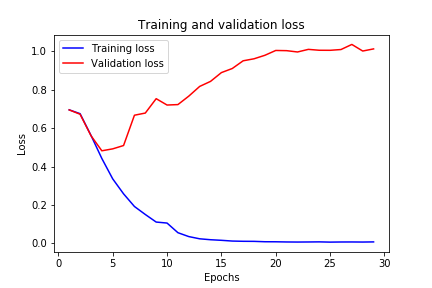 Training and validation loss
Training loss
Validation loss
1.0
0.8
0.6
0.4
0.2
0.0
Loss
0 5 10 15 20 25 30
Epochs